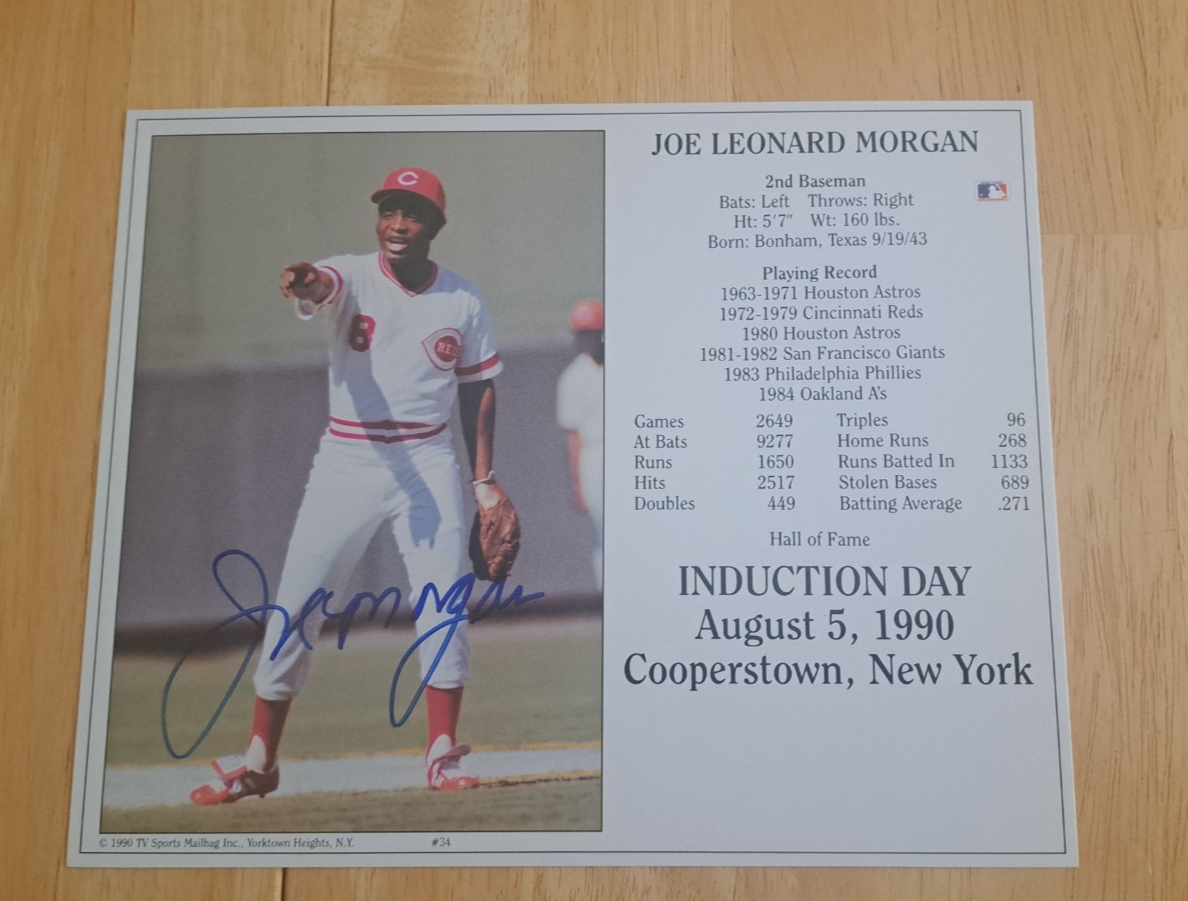 C
8
REDS
Joe Morgan
© 1990 TV Sports Mailbag Inc., Yorktown Heights, N.Y. #34
JOE LEONARD MORGAN
2nd Baseman
Bats: Left Throws: Right
Ht: 5'7" Wt: 160 lbs.
Born: Bonham, Texas 9/19/43
Playing Record
1963-1971 Houston Astros
1972-1979 Cincinnati Reds
1980 Houston Astros
1981-1982 San Francisco Giants
1983 Philadelphia Phillies
1984 Oakland A's
Games 2649 Triples 96
At Bats 9277 Home Runs 268
Runs 1650 Runs Batted In 1133
Hits 2517 Stolen Bases 689
Doubles 449 Batting Average .271
Hall of Fame
INDUCTION DAY
August 5, 1990
Cooperstown, New York